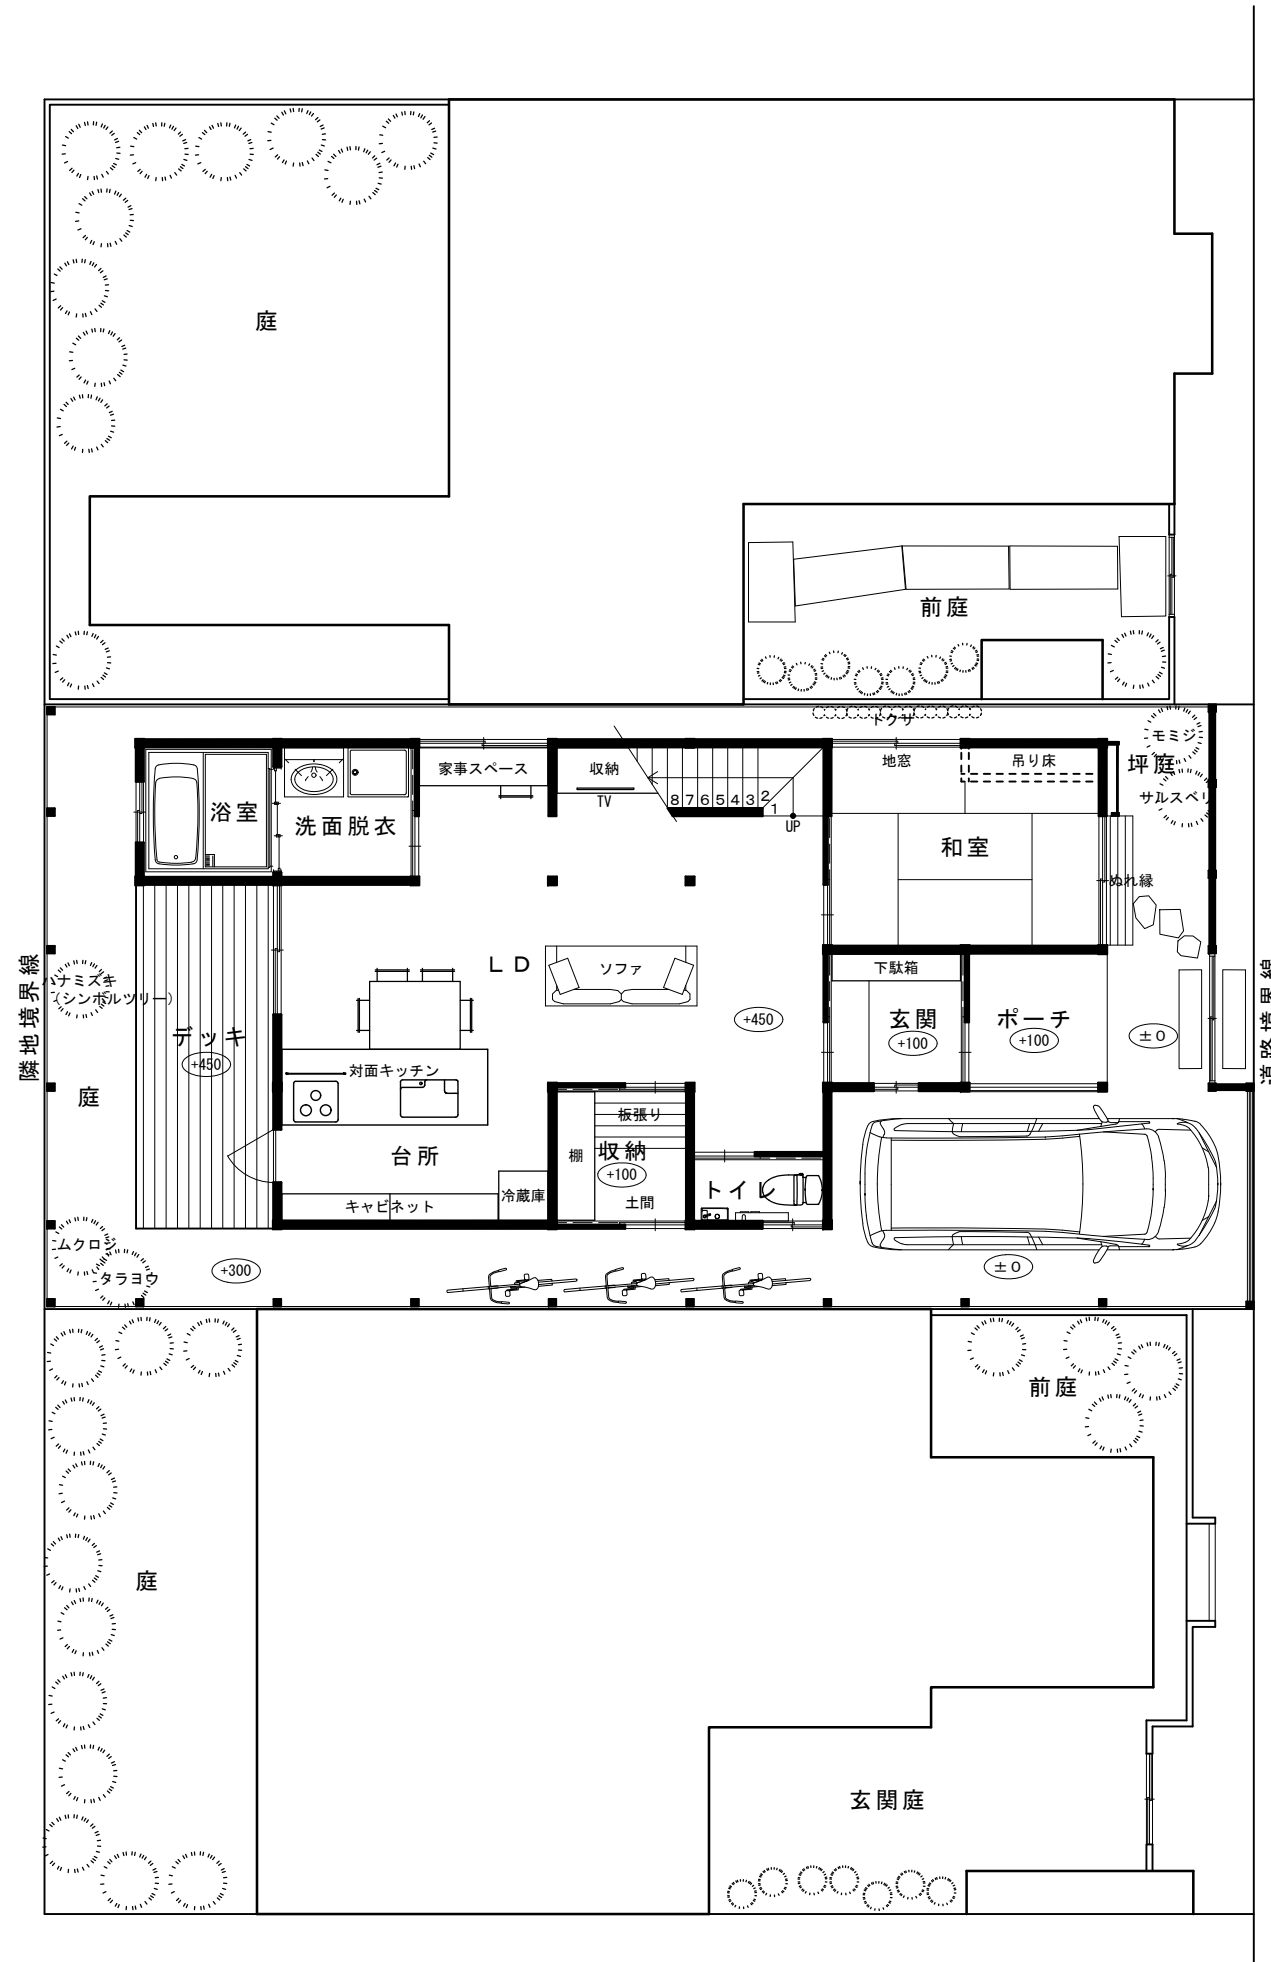 庭
前庭
トクサ
モミジ
坪庭
サルスベリ
家事スペース
収納
TV
8 7 6 5 4 3 2 1
UP
地窓
吊り床
浴室
洗面脱衣
和室
ぬれ縁
隣地境界線
道路境界線
ハナミズキ
(シンボルツリー)
デッキ
+450
庭
LD
ソファ
+450
下駄箱
玄関
+100
ポーチ
+100
±0
対面キッチン
台所
キャビネット
冷蔵庫
棚
板張り
収納
+100
土間
トイレ
ムクロジ
タラヨウ
+300
±0
前庭
庭
玄関庭